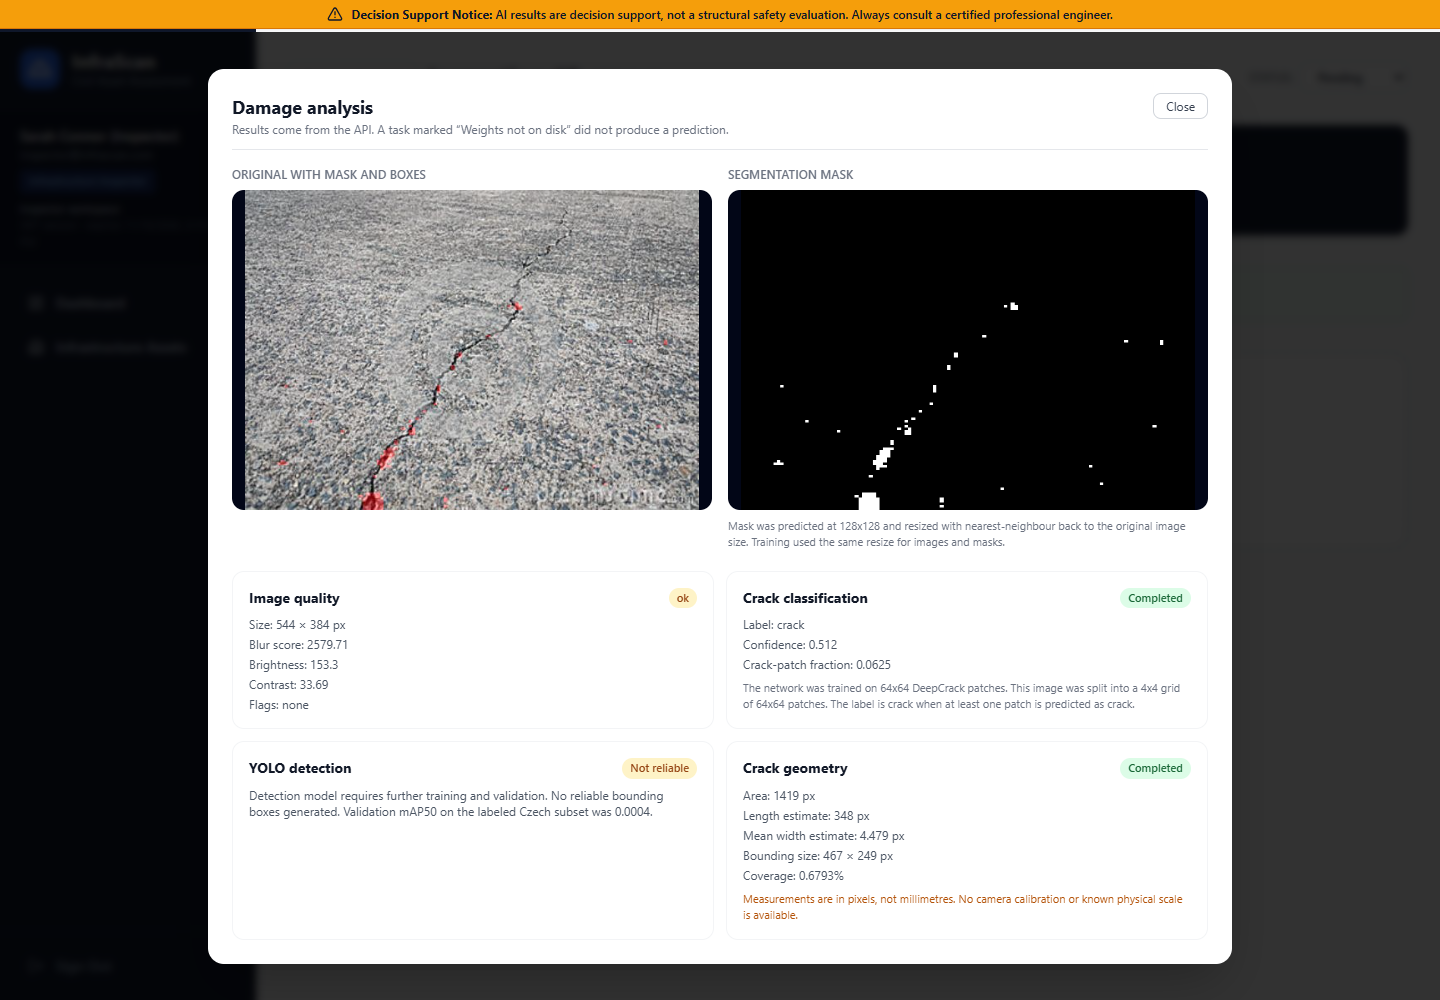 Decision Support Notice: AI results are decision support, not a structural safety evaluation. Always consult a certified professional engineer.
Damage analysis
Close
Results come from the API. A task marked “Weights not on disk” did not produce a prediction.
ORIGINAL WITH MASK AND BOXES
SEGMENTATION MASK
Mask was predicted at 128x128 and resized with nearest-neighbour back to the original image
size. Training used the same resize for images and masks.
Image quality
ok
Size: 544 × 384 px
Blur score: 2579.71
Brightness: 153.3
Contrast: 33.69
Flags: none
Crack classification
Completed
Label: crack
Confidence: 0.512
Crack-patch fraction: 0.0625
The network was trained on 64x64 DeepCrack patches. This image was split into a 4x4 grid
of 64x64 patches. The label is crack when at least one patch is predicted as crack.
YOLO detection
Not reliable
Detection model requires further training and validation. No reliable bounding
boxes generated. Validation mAP50 on the labeled Czech subset was 0.0004.
Crack geometry
Completed
Area: 1419 px
Length estimate: 348 px
Mean width estimate: 4.479 px
Bounding size: 467 × 249 px
Coverage: 0.6793%
Measurements are in pixels, not millimetres. No camera calibration or known physical scale
is available.